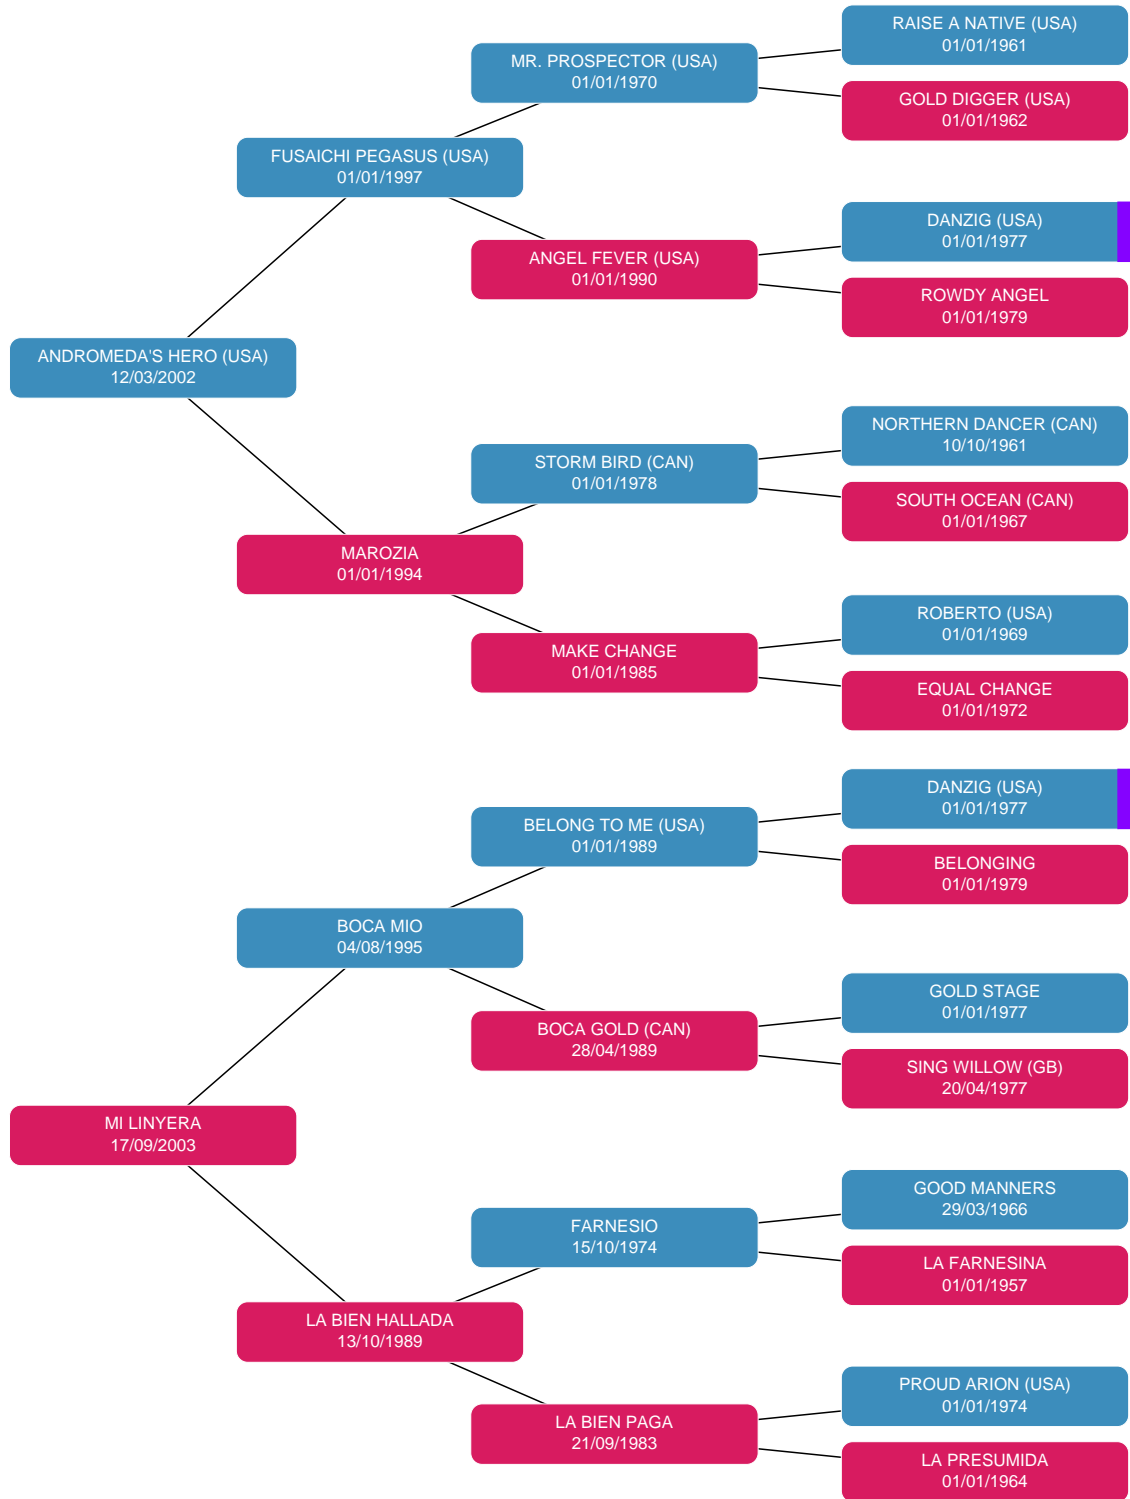 RAISE A NATIVE (USA)
01/01/1961
MR. PROSPECTOR (USA)
01/01/1970
GOLD DIGGER (USA)
01/01/1962
FUSAICHI PEGASUS (USA)
01/01/1997
DANZIG (USA)
01/01/1977
ANGEL FEVER (USA)
01/01/1990
ROWDY ANGEL
01/01/1979
ANDROMEDA'S HERO (USA)
12/03/2002
NORTHERN DANCER (CAN)
10/10/1961
STORM BIRD (CAN)
01/01/1978
SOUTH OCEAN (CAN)
01/01/1967
MAROZIA
01/01/1994
ROBERTO (USA)
01/01/1969
MAKE CHANGE
01/01/1985
EQUAL CHANGE
01/01/1972
DANZIG (USA)
01/01/1977
BELONG TO ME (USA)
01/01/1989
BELONGING
01/01/1979
BOCA MIO
04/08/1995
GOLD STAGE
01/01/1977
BOCA GOLD (CAN)
28/04/1989
SING WILLOW (GB)
20/04/1977
MI LINYERA
17/09/2003
GOOD MANNERS
29/03/1966
FARNESIO
15/10/1974
LA FARNESINA
01/01/1957
LA BIEN HALLADA
13/10/1989
PROUD ARION (USA)
01/01/1974
LA BIEN PAGA
21/09/1983
LA PRESUMIDA
01/01/1964